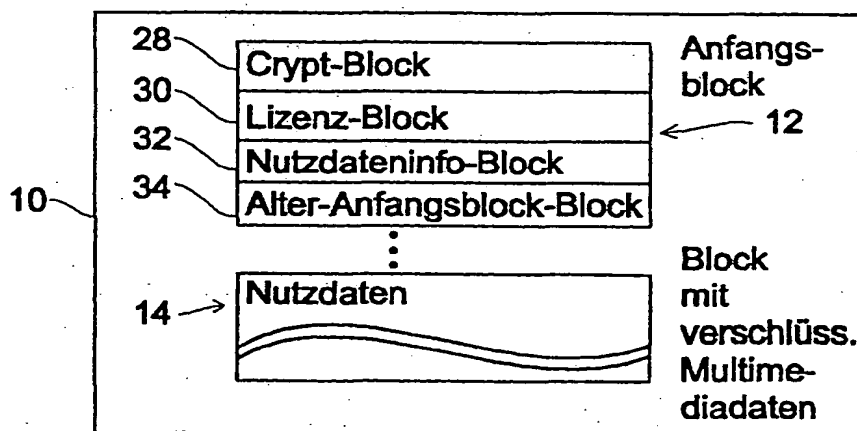 28
Crypt-Block
Anfangs-
block
30
Lizenz-Block
12
32
Nutzdateninfo-Block
34
Alter-Anfangsblock-Block
10
Nutzdaten
14
Block
mit
verschlüss.
Multime-
diadaten